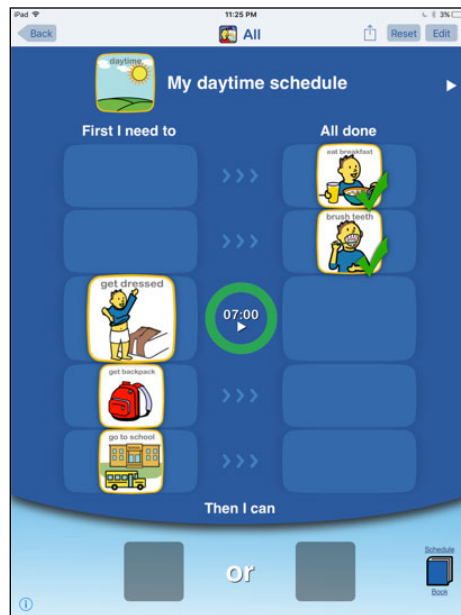 iPad 11:25 PM 3%
Back All Reset Edit
daytime
My daytime schedule
First I need to All done
eat breakfast
brush teeth
get dressed
07:00
get backpack
go to school
Then I can
or
Schedule
Book